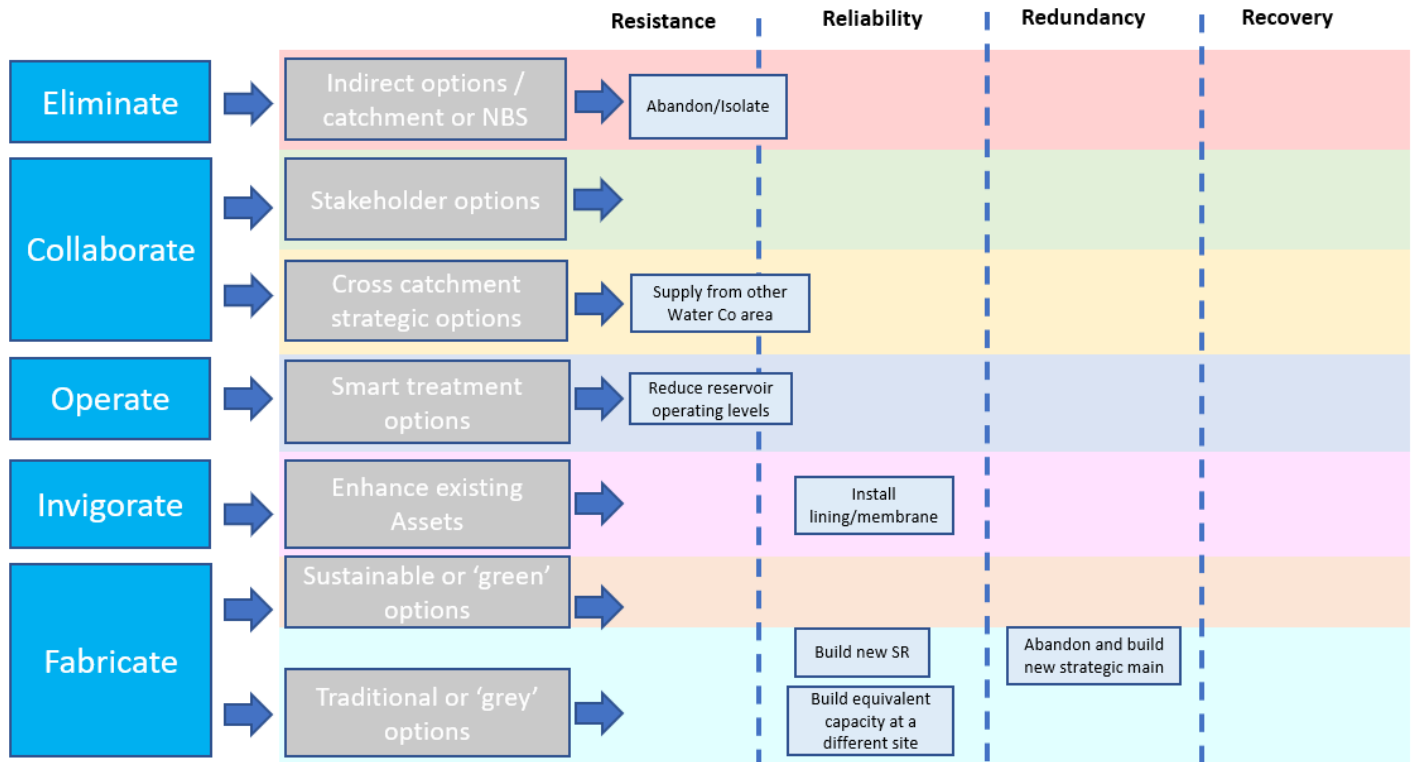 Resistance Reliability Redundancy Recovery
Eliminate
Indirect options /
catchment or NBS
Abandon/Isolate
Collaborate
Stakeholder options
Cross catchment
strategic options
Supply from other
Water Co area
Operate
Smart treatment
options
Reduce reservoir
operating levels
Invigorate
Enhance existing
Assets
Install
lining/membrane
Fabricate
Sustainable or ‘green’
options
Traditional or ‘grey’
options
Build new SR
Abandon and build
new strategic main
Build equivalent
capacity at a
different site